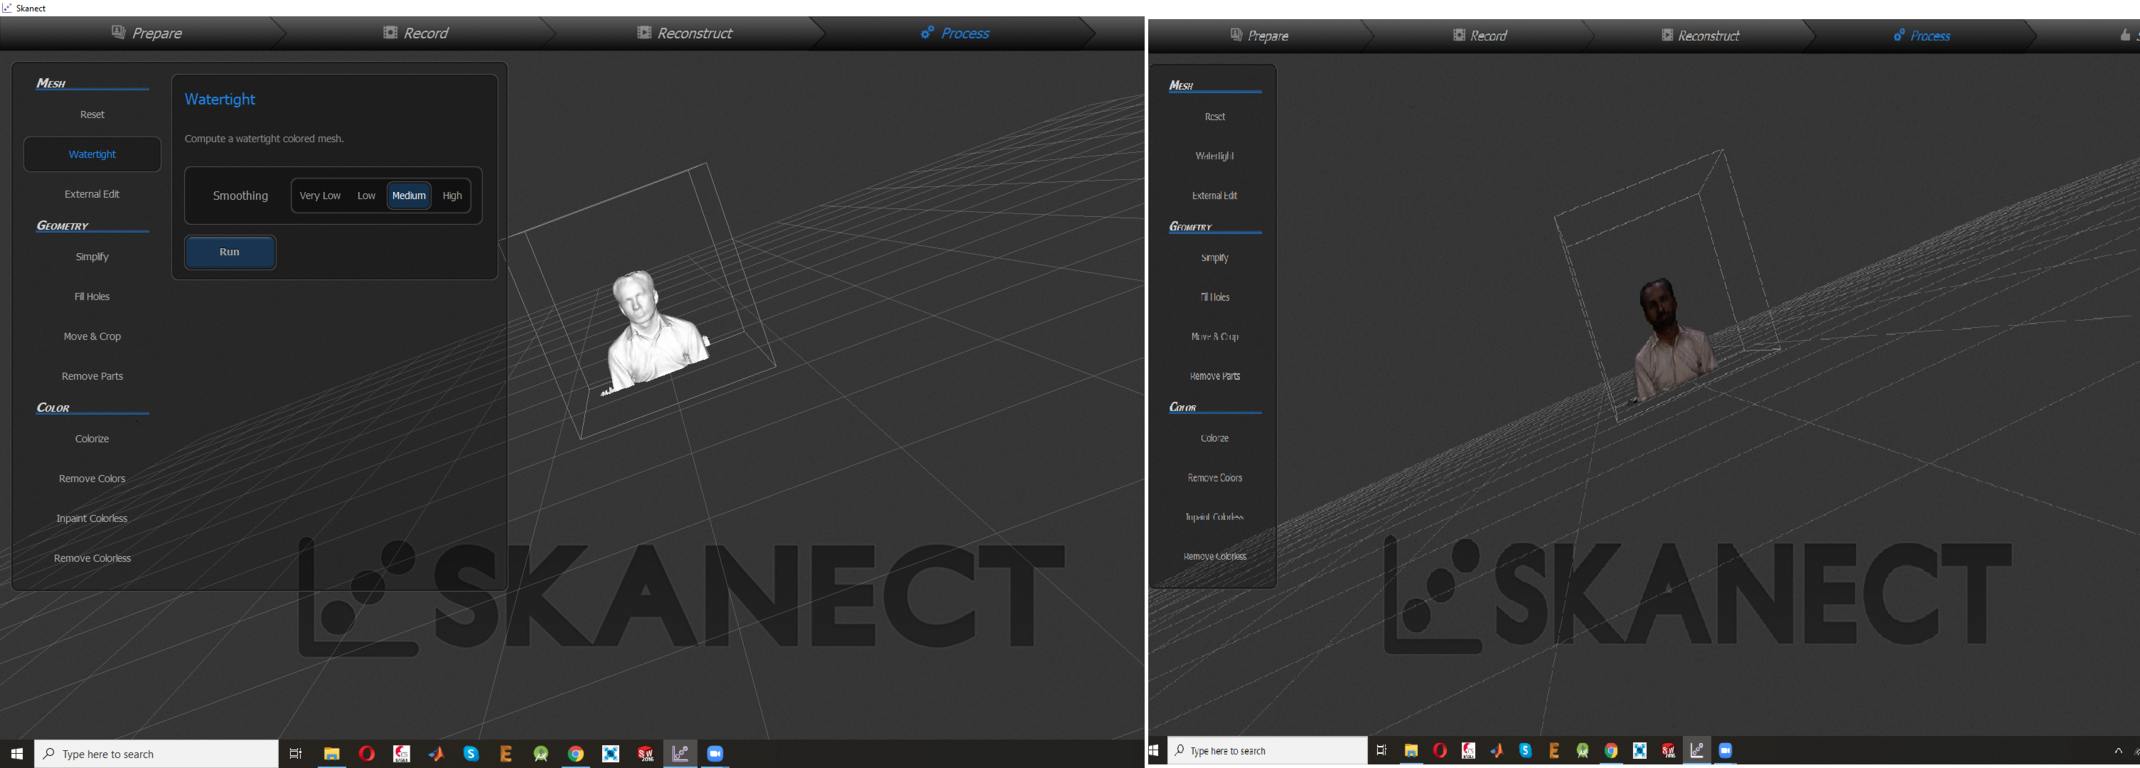 Skanect
Prepare
Record
Reconstruct
Process
MESH
Reset
Watertight
External Edit
GEOMETRY
Simplify
Fill Holes
Move & Crop
Remove Parts
COLOR
Colorize
Remove Colors
Inpaint Colorless
Remove Colorless
Watertight
Compute a watertight colored mesh.
Smoothing Very Low Low Medium High
Run
SKANECT
Type here to search
Prepare
Record
Reconstruct
Process
MESH
Reset
Watertight
External Edit
GEOMETRY
Simplify
Fill Holes
Move & Crop
Remove Parts
COLOR
Colorize
Remove Colors
Inpaint Colorless
Remove Colorless
SKANECT
Type here to search